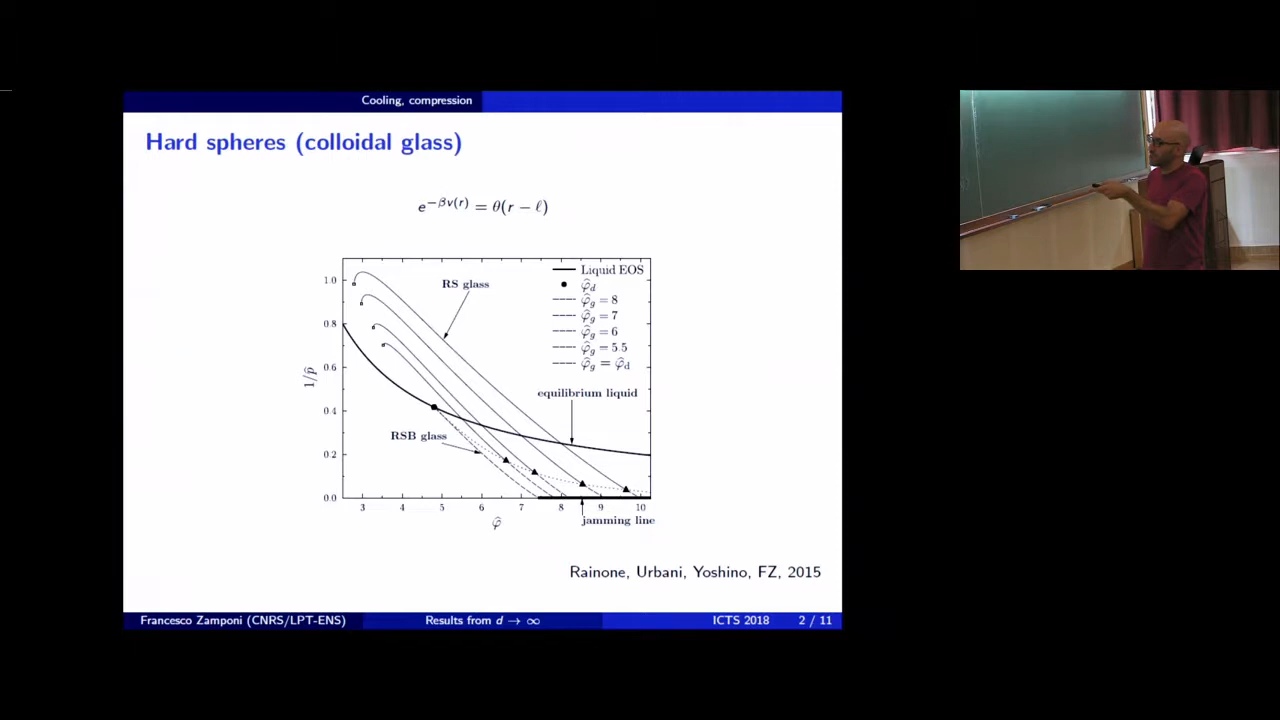 Cooling, compression
Hard spheres (colloidal glass)
e^{-βv(r)} = θ(r − ℓ)
Liquid EOS
φ̂_d
φ̂_g = 8
φ̂_g = 7
φ̂_g = 6
φ̂_g = 5.5
φ̂_g = φ̂_d
RS glass
equilibrium liquid
RSB glass
1/p̂
1.0
0.8
0.6
0.4
0.2
0.0
3 4 5 6 7 8 9 10
φ̂
jamming line
Rainone, Urbani, Yoshino, FZ, 2015
Francesco Zamponi (CNRS/LPT-ENS) Results from d → ∞ ICTS 2018 2 / 11